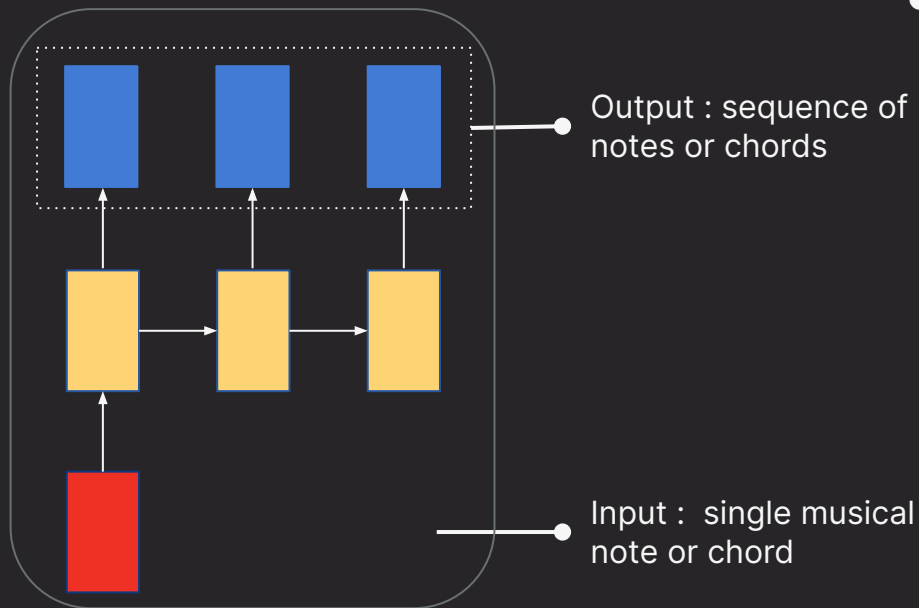 Output : sequence of
notes or chords
Input :  single musical
note or chord